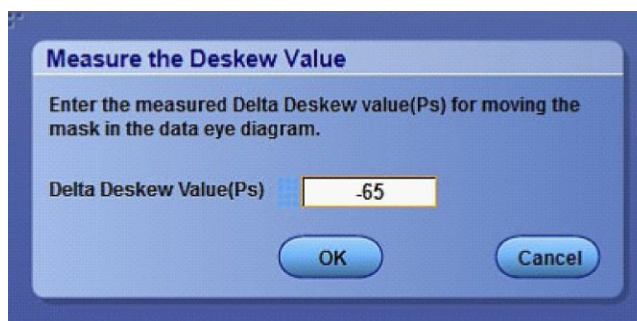 Measure the Deskew Value
Enter the measured Delta Deskew value(Ps) for moving the
mask in the data eye diagram.
Delta Deskew Value(Ps) -65
OK Cancel